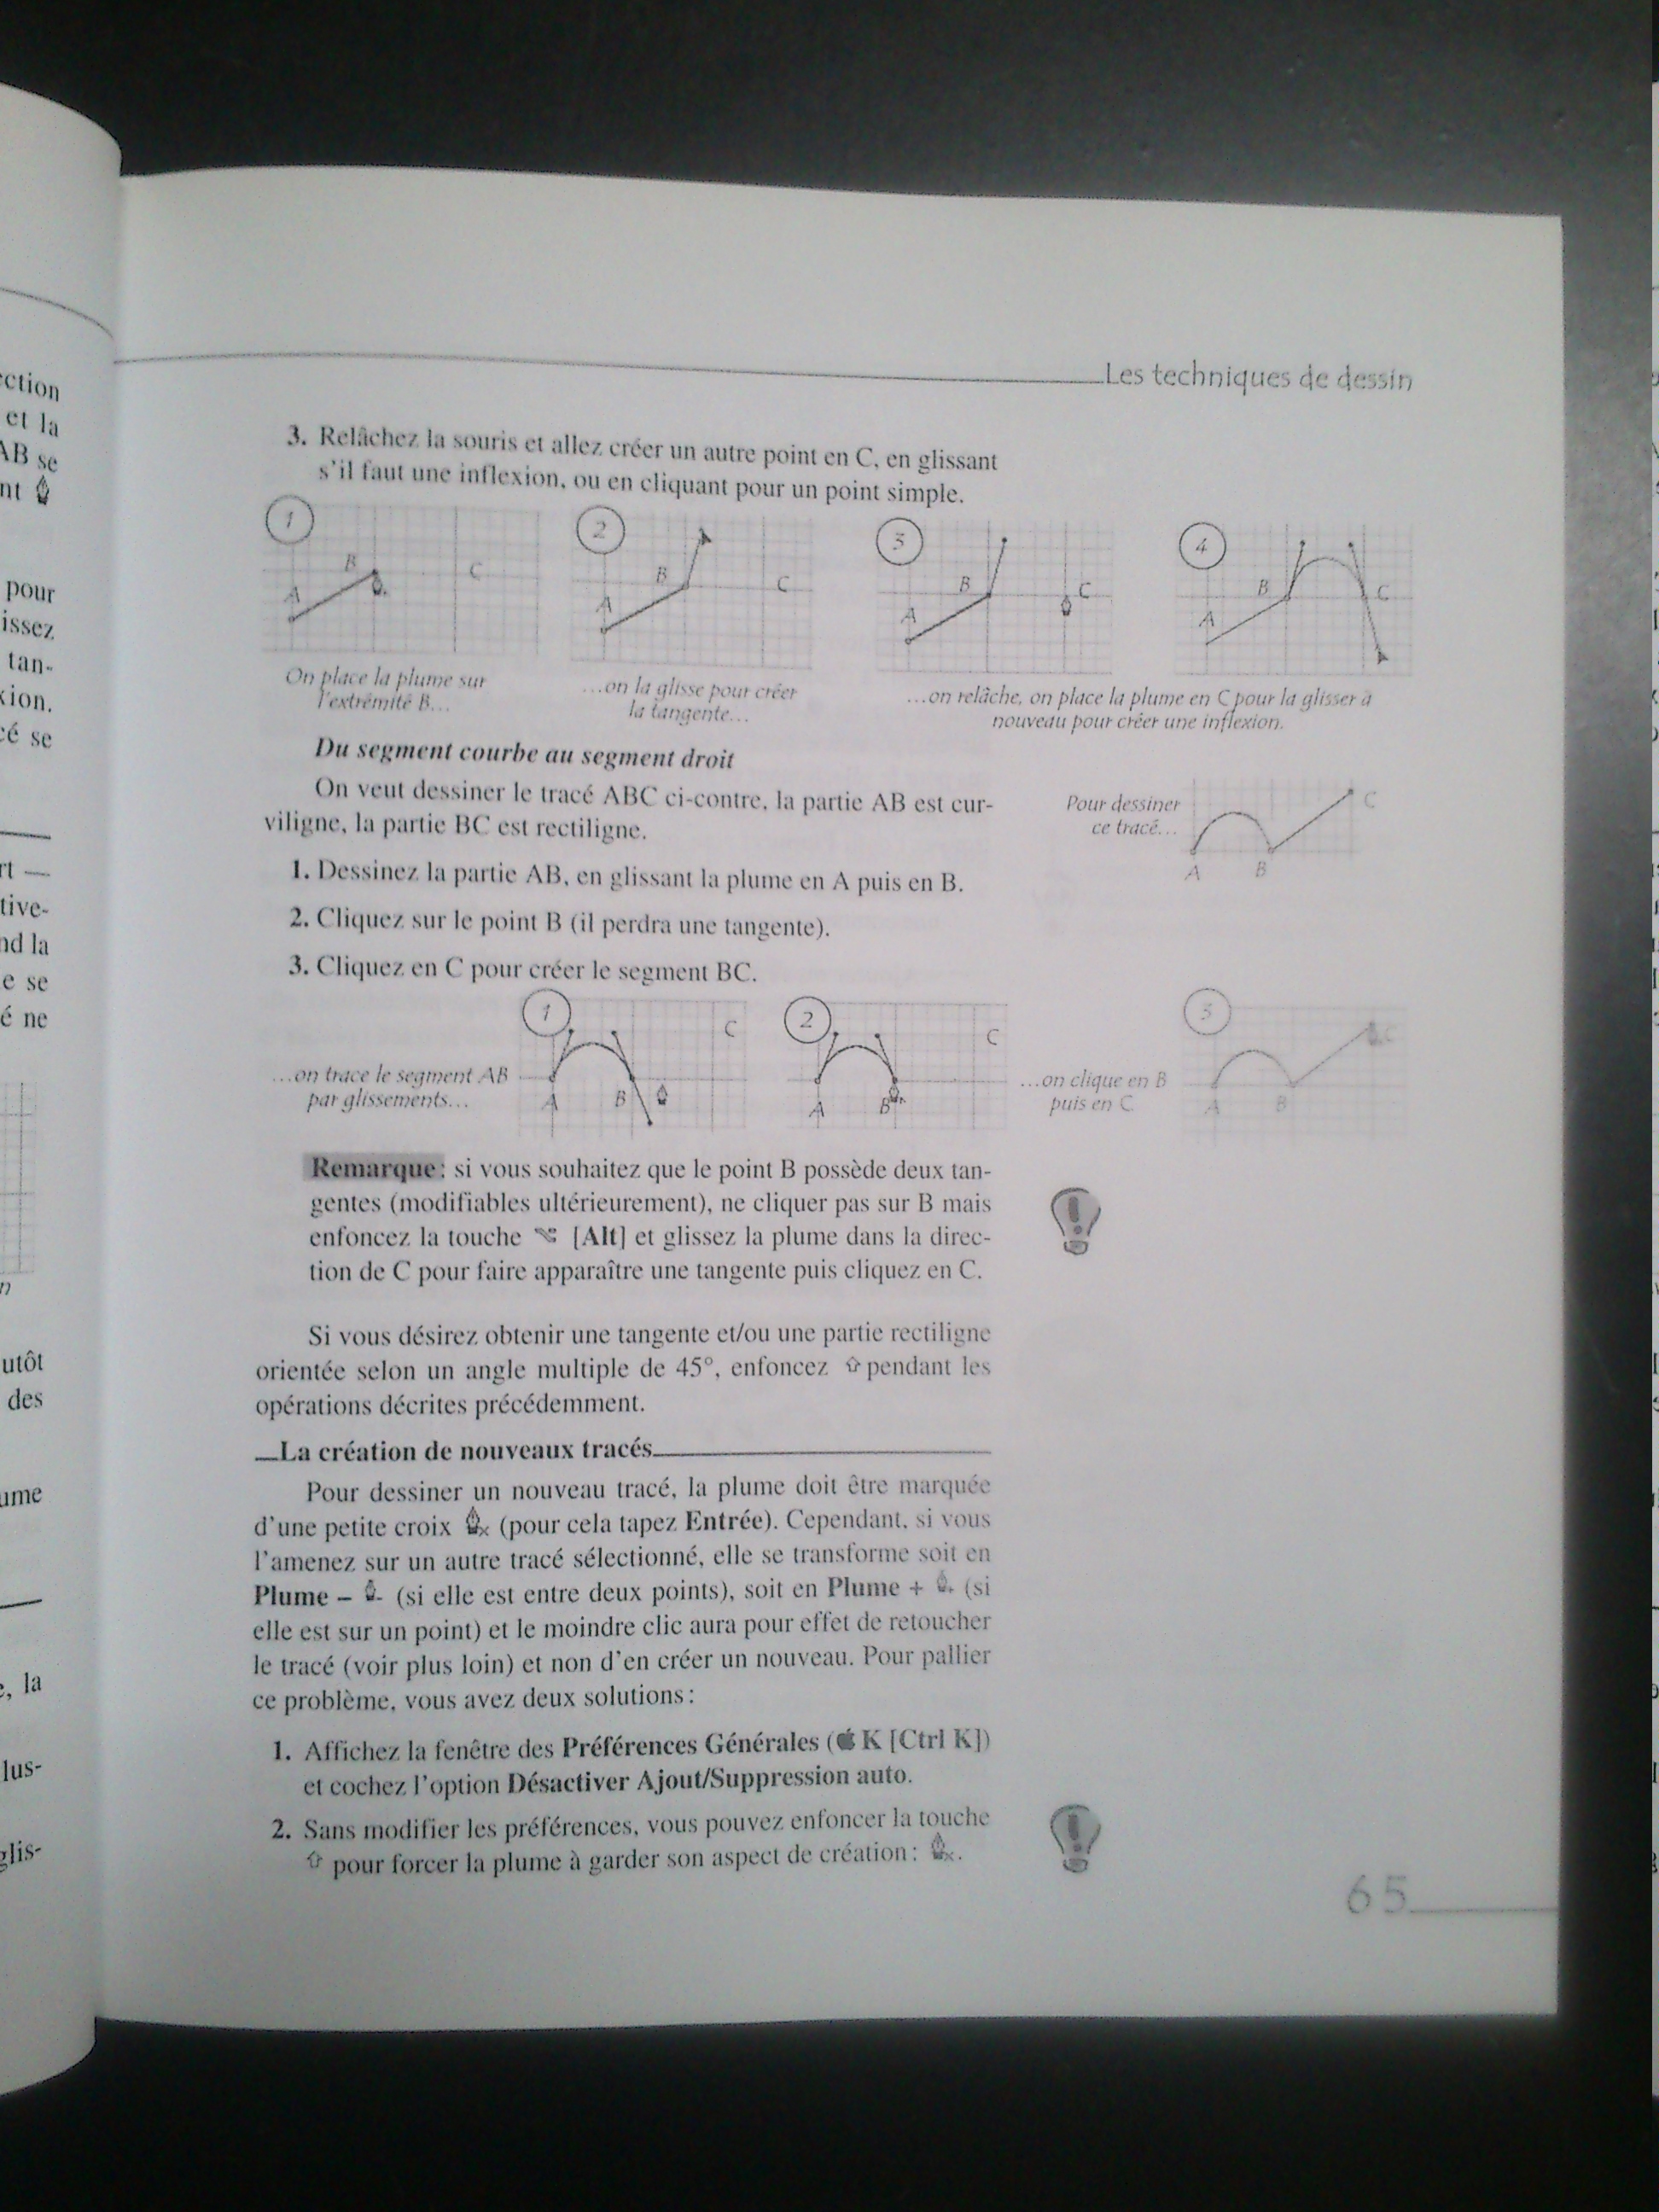 Les techniques de dessin
3. Relâchez la souris et allez créer un autre point en C, en glissant
s'il faut une inflexion, ou en cliquant pour un point simple.
1
A
B
C
2
A
B
C
3
A
B
C
4
A
B
C
On place la plume sur
l'extrémité B...
...on la glisse pour créer
la tangente...
...on relâche, on place la plume en C pour la glisser à
nouveau pour créer une inflexion.
Du segment courbe au segment droit
On veut dessiner le tracé ABC ci-contre, la partie AB est cur-
viligne, la partie BC est rectiligne.
Pour dessiner
ce tracé...
A
B
C
1. Dessinez la partie AB, en glissant la plume en A puis en B.
2. Cliquez sur le point B (il perdra une tangente).
3. Cliquez en C pour créer le segment BC.
...on trace le segment AB
par glissements...
1
A
B
C
2
A
B
C
...on clique en B
puis en C
3
A
B
C
Remarque : si vous souhaitez que le point B possède deux tan-
gentes (modifiables ultérieurement), ne cliquer pas sur B mais
enfoncez la touche ⌥ [Alt] et glissez la plume dans la direc-
tion de C pour faire apparaître une tangente puis cliquez en C.
Si vous désirez obtenir une tangente et/ou une partie rectiligne
orientée selon un angle multiple de 45°, enfoncez ⇧ pendant les
opérations décrites précédemment.
La création de nouveaux tracés
Pour dessiner un nouveau tracé, la plume doit être marquée
d'une petite croix (pour cela tapez Entrée). Cependant, si vous
l'amenez sur un autre tracé sélectionné, elle se transforme soit en
Plume – (si elle est entre deux points), soit en Plume + (si
elle est sur un point) et le moindre clic aura pour effet de retoucher
le tracé (voir plus loin) et non d'en créer un nouveau. Pour pallier
ce problème, vous avez deux solutions :
1. Affichez la fenêtre des Préférences Générales ( K [Ctrl K])
et cochez l'option Désactiver Ajout/Suppression auto.
2. Sans modifier les préférences, vous pouvez enfoncer la touche
⇧ pour forcer la plume à garder son aspect de création : .
65